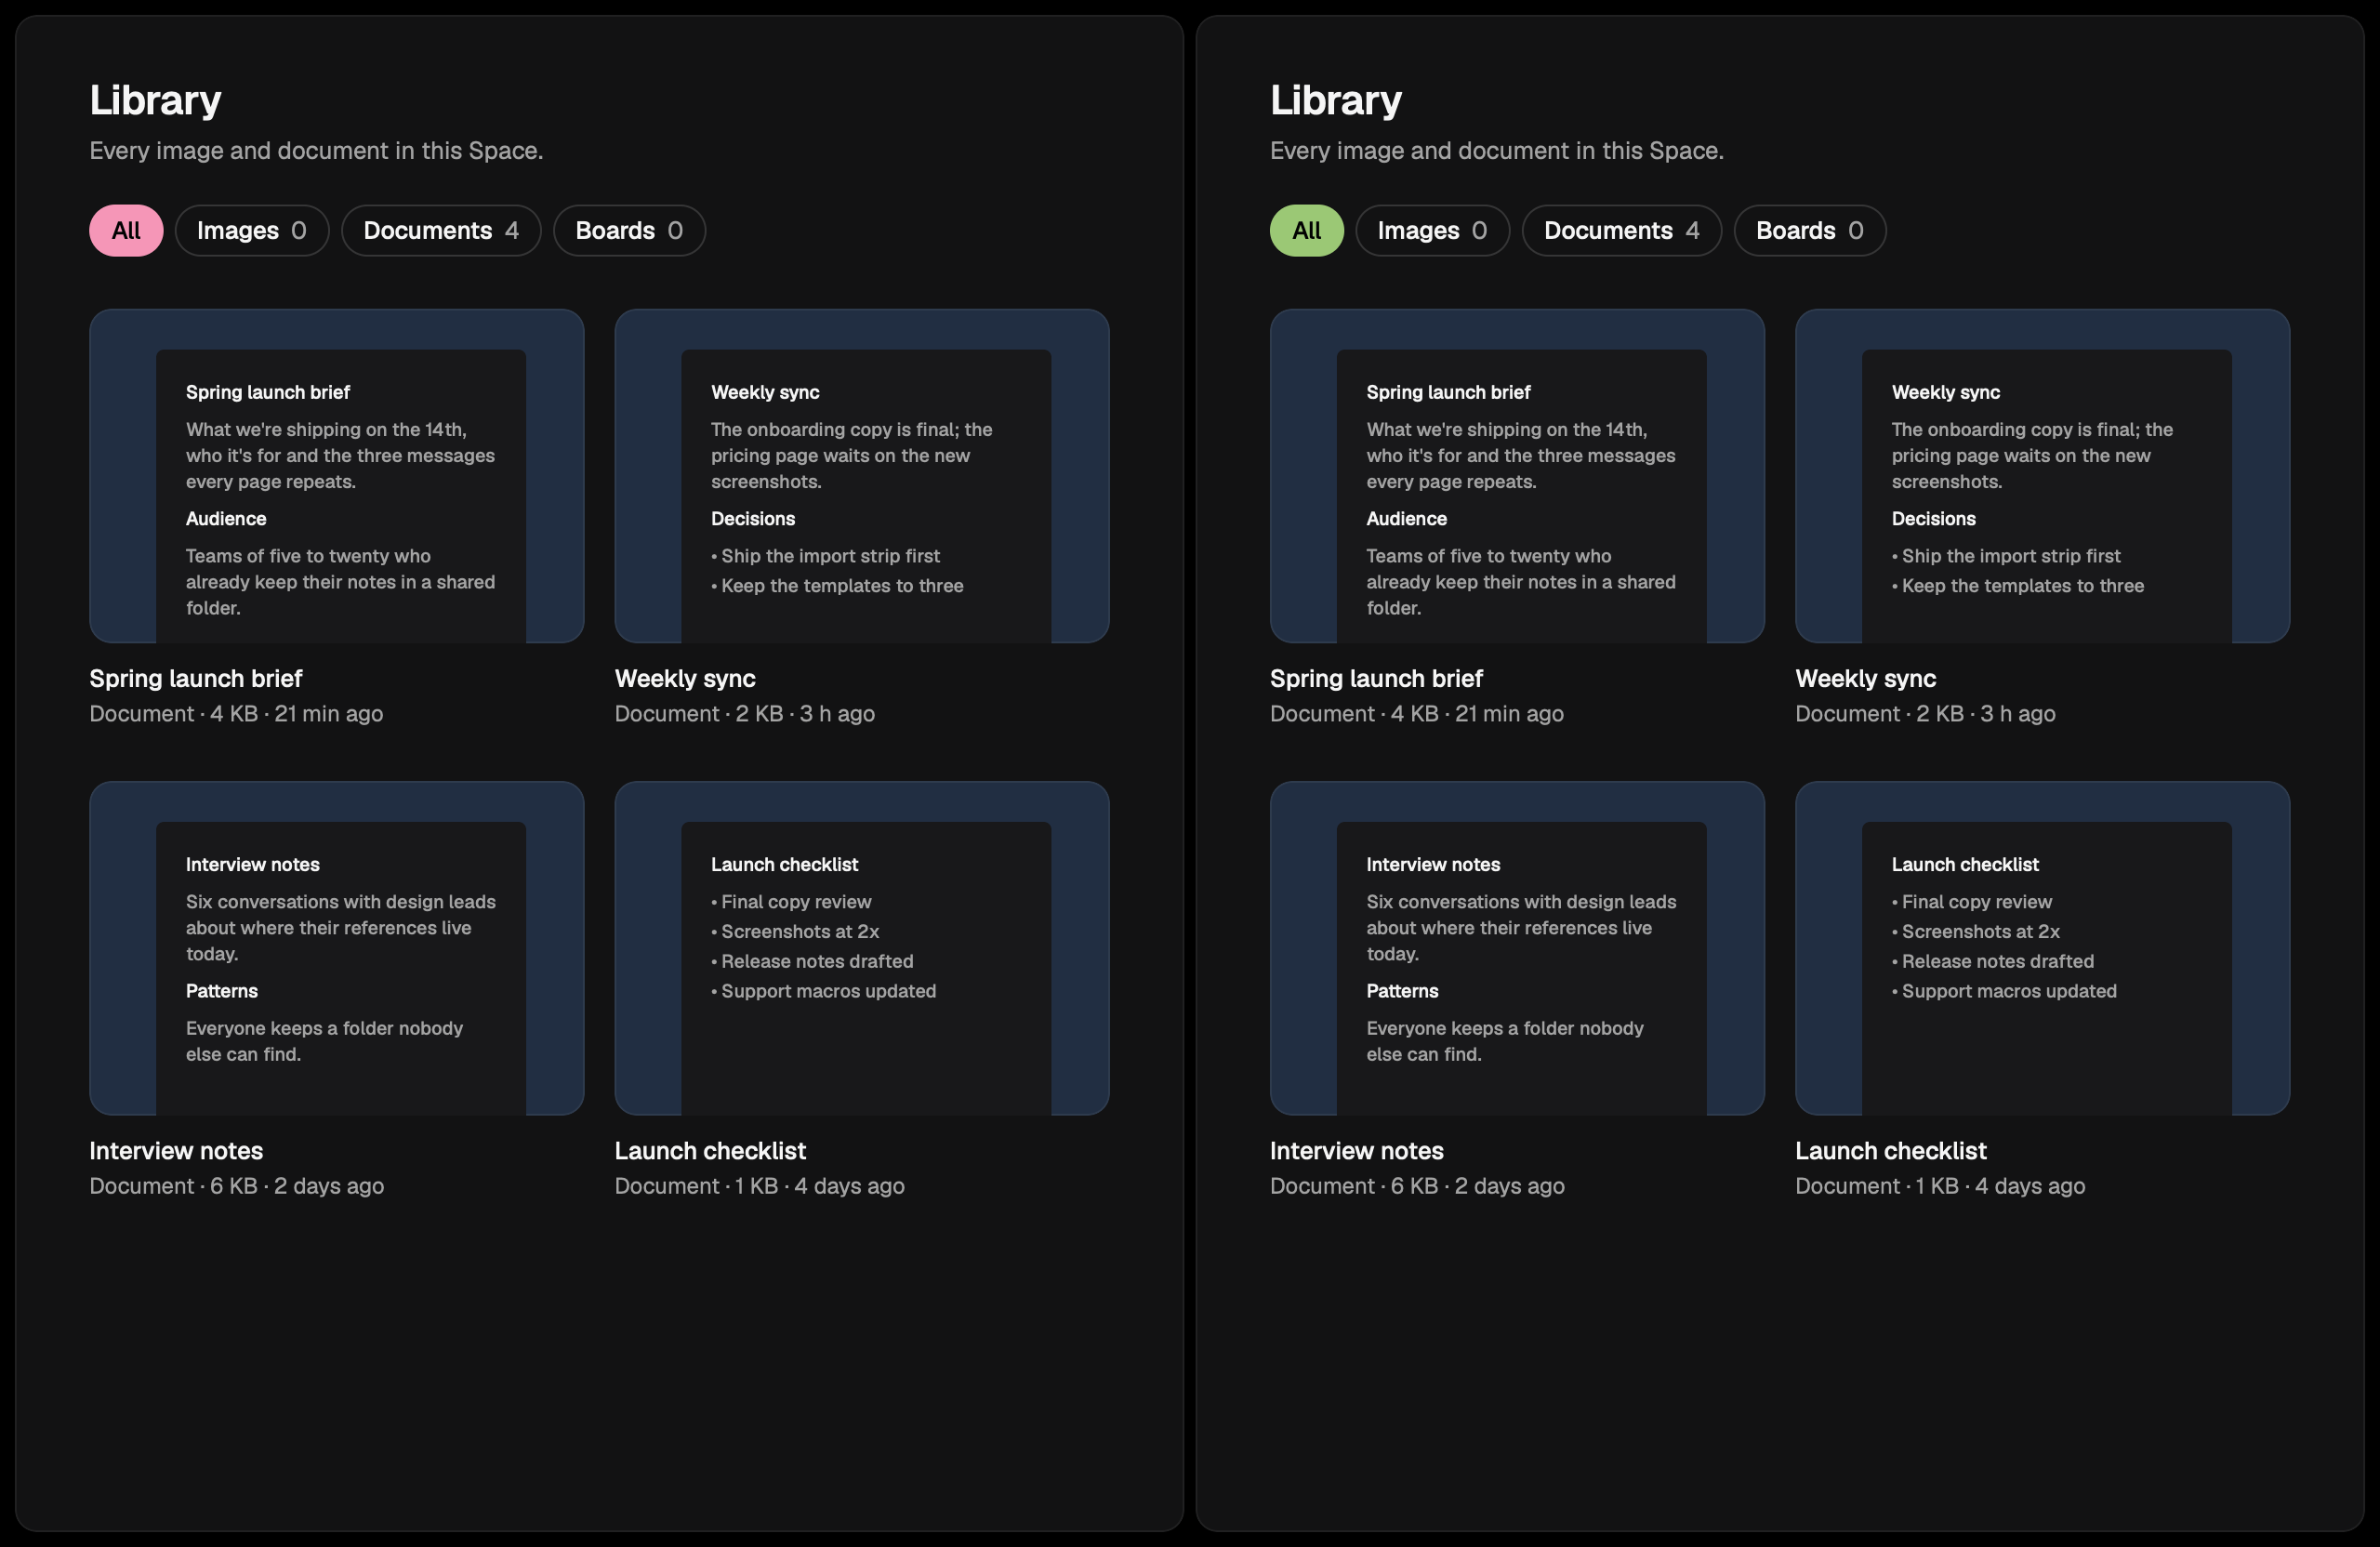 Library
Every image and document in this Space.
All Images 0 Documents 4 Boards 0
Spring launch brief
What we're shipping on the 14th,
who it's for and the three messages
every page repeats.
Audience
Teams of five to twenty who
already keep their notes in a shared
folder.
Spring launch brief
Document · 4 KB · 21 min ago
Weekly sync
The onboarding copy is final; the
pricing page waits on the new
screenshots.
Decisions
• Ship the import strip first
• Keep the templates to three
Weekly sync
Document · 2 KB · 3 h ago
Interview notes
Six conversations with design leads
about where their references live
today.
Patterns
Everyone keeps a folder nobody
else can find.
Interview notes
Document · 6 KB · 2 days ago
Launch checklist
• Final copy review
• Screenshots at 2x
• Release notes drafted
• Support macros updated
Launch checklist
Document · 1 KB · 4 days ago
Library
Every image and document in this Space.
All Images 0 Documents 4 Boards 0
Spring launch brief
What we're shipping on the 14th,
who it's for and the three messages
every page repeats.
Audience
Teams of five to twenty who
already keep their notes in a shared
folder.
Spring launch brief
Document · 4 KB · 21 min ago
Weekly sync
The onboarding copy is final; the
pricing page waits on the new
screenshots.
Decisions
• Ship the import strip first
• Keep the templates to three
Weekly sync
Document · 2 KB · 3 h ago
Interview notes
Six conversations with design leads
about where their references live
today.
Patterns
Everyone keeps a folder nobody
else can find.
Interview notes
Document · 6 KB · 2 days ago
Launch checklist
• Final copy review
• Screenshots at 2x
• Release notes drafted
• Support macros updated
Launch checklist
Document · 1 KB · 4 days ago